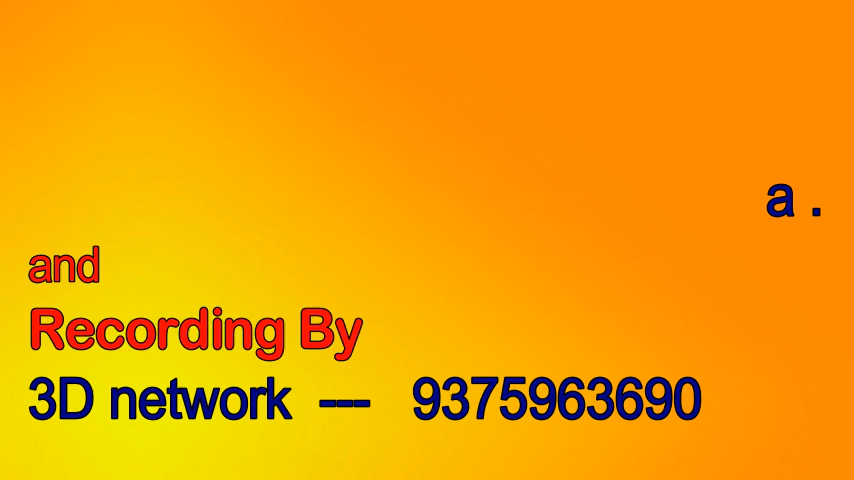 a .
and
Recording By
3D network --- 9375963690